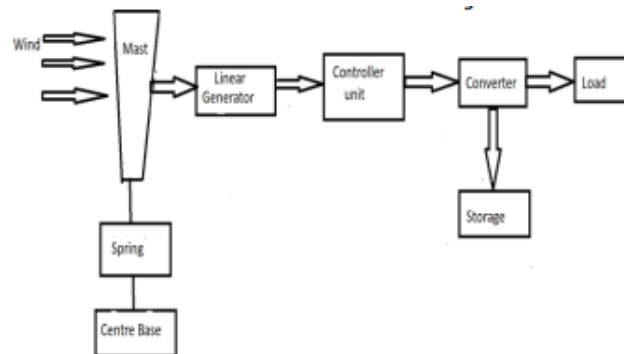 Wind
Mast
Linear
Generator
Controller
unit
Converter
Load
Storage
Spring
Centre Base